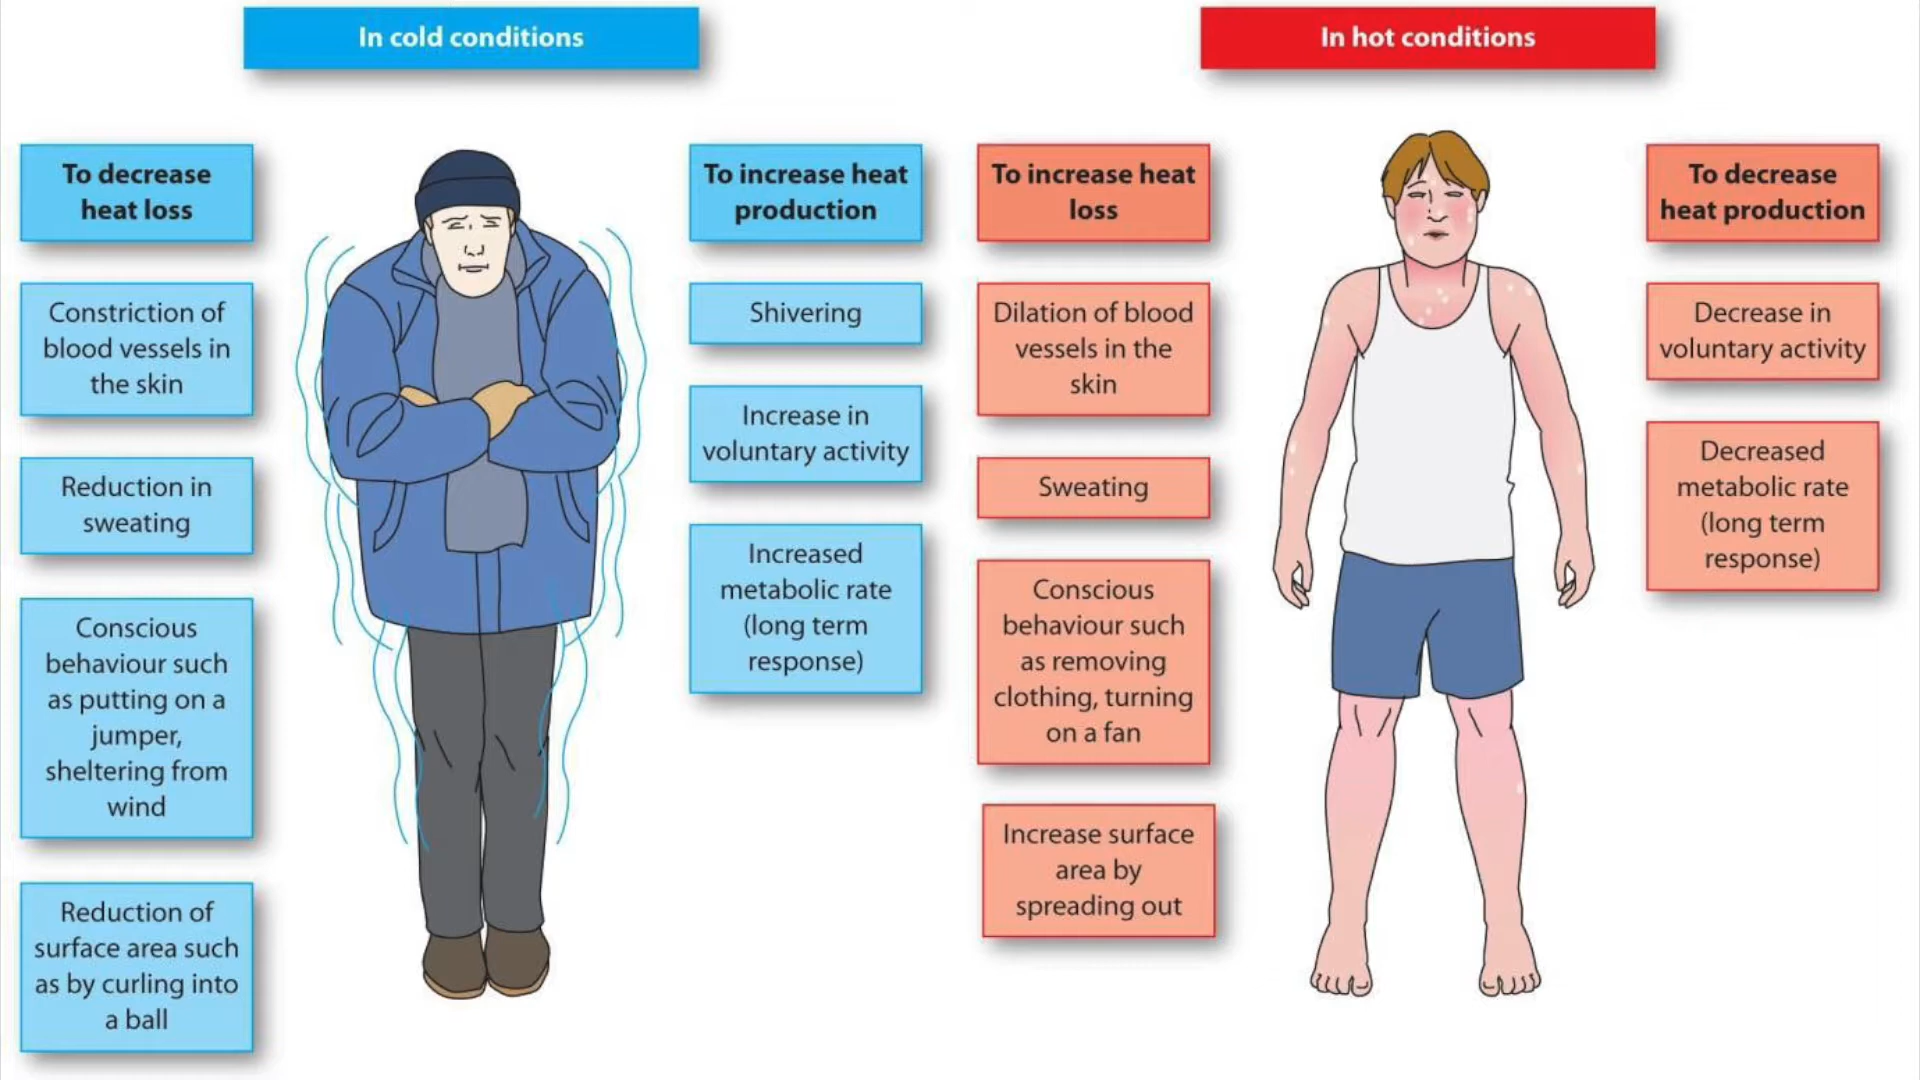 In cold conditions
In hot conditions
To decrease
heat loss
Constriction of
blood vessels in
the skin
Reduction in
sweating
Conscious
behaviour such
as putting on a
jumper,
sheltering from
wind
Reduction of
surface area such
as by curling into
a ball
To increase heat
production
Shivering
Increase in
voluntary activity
Increased
metabolic rate
(long term
response)
To increase heat
loss
Dilation of blood
vessels in the
skin
Sweating
Conscious
behaviour such
as removing
clothing, turning
on a fan
Increase surface
area by
spreading out
To decrease
heat production
Decrease in
voluntary activity
Decreased
metabolic rate
(long term
response)